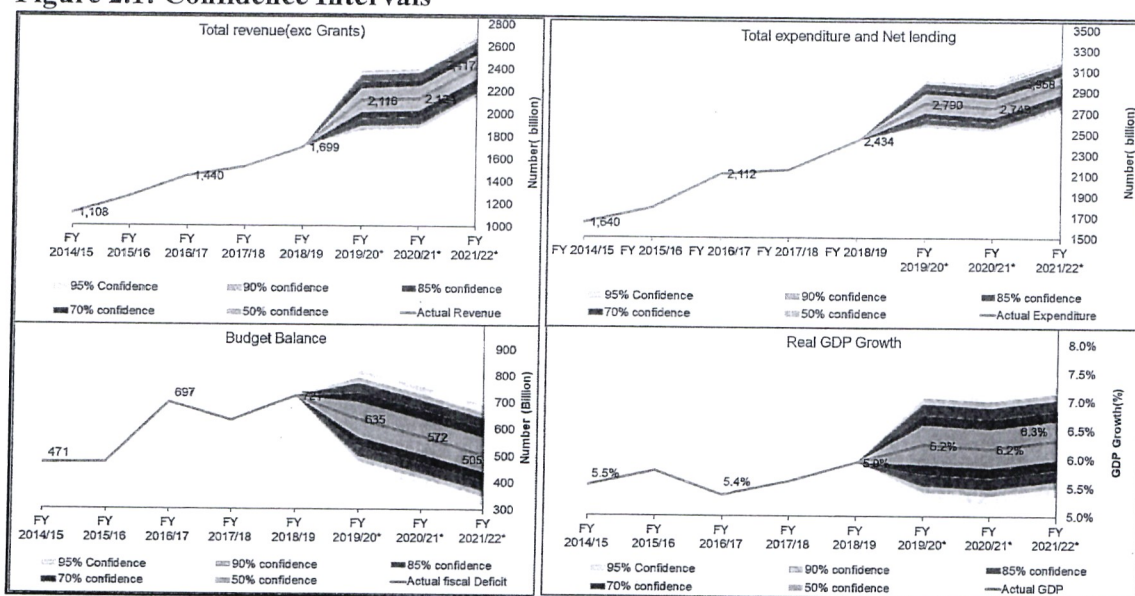 Figure 2.1: Confidence Intervals
Total revenue(exc Grants)
2800
2600
2400
2200
2000
1800
1600
1400
1200
1000
Number( billion)
1,108
1,440
1,699
2,116
FY 2014/15
FY 2015/16
FY 2016/17
FY 2017/18
FY 2018/19
FY 2019/20*
FY 2020/21*
FY 2021/22*
95% Confidence
90% confidence
85% confidence
70% confidence
50% confidence
Actual Revenue
Total expenditure and Net lending
3500
3300
3100
2900
2700
2500
2300
2100
1900
1700
1500
Number( billion)
1,640
2,112
2,434
2,790
2,749
2,958
FY 2014/15
FY 2015/16
FY 2016/17
FY 2017/18
FY 2018/19
FY 2019/20*
FY 2020/21*
FY 2021/22*
95% Confidence
90% confidence
85% confidence
70% confidence
50% confidence
Actual Expenditure
Budget Balance
900
800
700
600
500
400
300
Number (Billion)
471
697
635
572
505
FY 2014/15
FY 2015/16
FY 2016/17
FY 2017/18
FY 2018/19
FY 2019/20*
FY 2020/21*
FY 2021/22*
95% Confidence
90% confidence
85% confidence
70% confidence
50% confidence
Actual fiscal Deficit
Real GDP Growth
8.0%
7.5%
7.0%
6.5%
6.0%
5.5%
5.0%
GDP Growth(%)
5.5%
5.4%
6.2%
6.2%
6.3%
FY 2014/15
FY 2015/16
FY 2016/17
FY 2017/18
FY 2018/19
FY 2019/20*
FY 2020/21*
FY 2021/22*
95% Confidence
90% confidence
85% confidence
70% confidence
50% confidence
Actual GDP